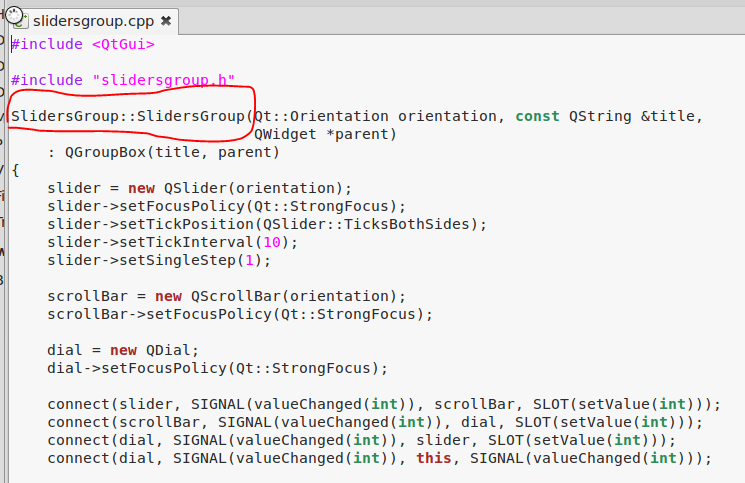 slidersgroup.cpp ✖
#include <QtGui>
#include "slidersgroup.h"
SlidersGroup::SlidersGroup(Qt::Orientation orientation, const QString &title,
                           QWidget *parent)
    : QGroupBox(title, parent)
{
    slider = new QSlider(orientation);
    slider->setFocusPolicy(Qt::StrongFocus);
    slider->setTickPosition(QSlider::TicksBothSides);
    slider->setTickInterval(10);
    slider->setSingleStep(1);
    scrollBar = new QScrollBar(orientation);
    scrollBar->setFocusPolicy(Qt::StrongFocus);
    dial = new QDial;
    dial->setFocusPolicy(Qt::StrongFocus);
    connect(slider, SIGNAL(valueChanged(int)), scrollBar, SLOT(setValue(int)));
    connect(scrollBar, SIGNAL(valueChanged(int)), dial, SLOT(setValue(int)));
    connect(dial, SIGNAL(valueChanged(int)), slider, SLOT(setValue(int)));
    connect(dial, SIGNAL(valueChanged(int)), this, SIGNAL(valueChanged(int)));